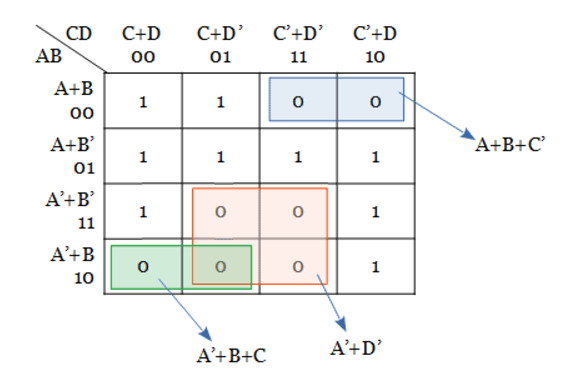 CD C+D C+D’ C’+D’ C’+D
AB 00 01 11 10
A+B
00 1 1 0 0
A+B+C’
A+B’
01 1 1 1 1
A’+B’
11 1 0 0 1
A’+B
10 0 0 0 1
A’+B+C A’+D’